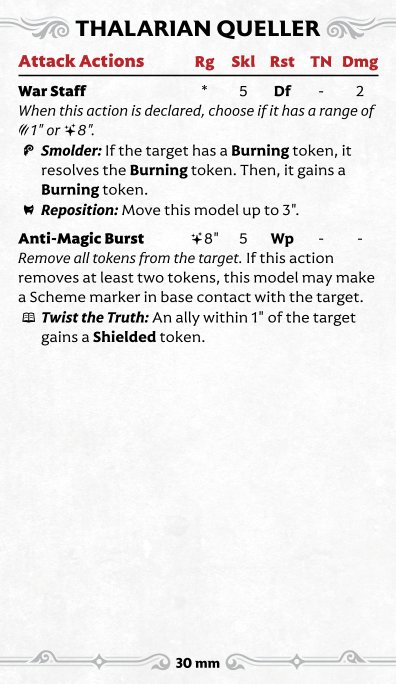 THALARIAN QUELLER
Attack Actions Rg Skl Rst TN Dmg
War Staff * 5 Df - 2
When this action is declared, choose if it has a range of
1" or 8".
Smolder: If the target has a Burning token, it
resolves the Burning token. Then, it gains a
Burning token.
Reposition: Move this model up to 3".
Anti-Magic Burst 8" 5 Wp - -
Remove all tokens from the target. If this action
removes at least two tokens, this model may make
a Scheme marker in base contact with the target.
Twist the Truth: An ally within 1" of the target
gains a Shielded token.
30 mm